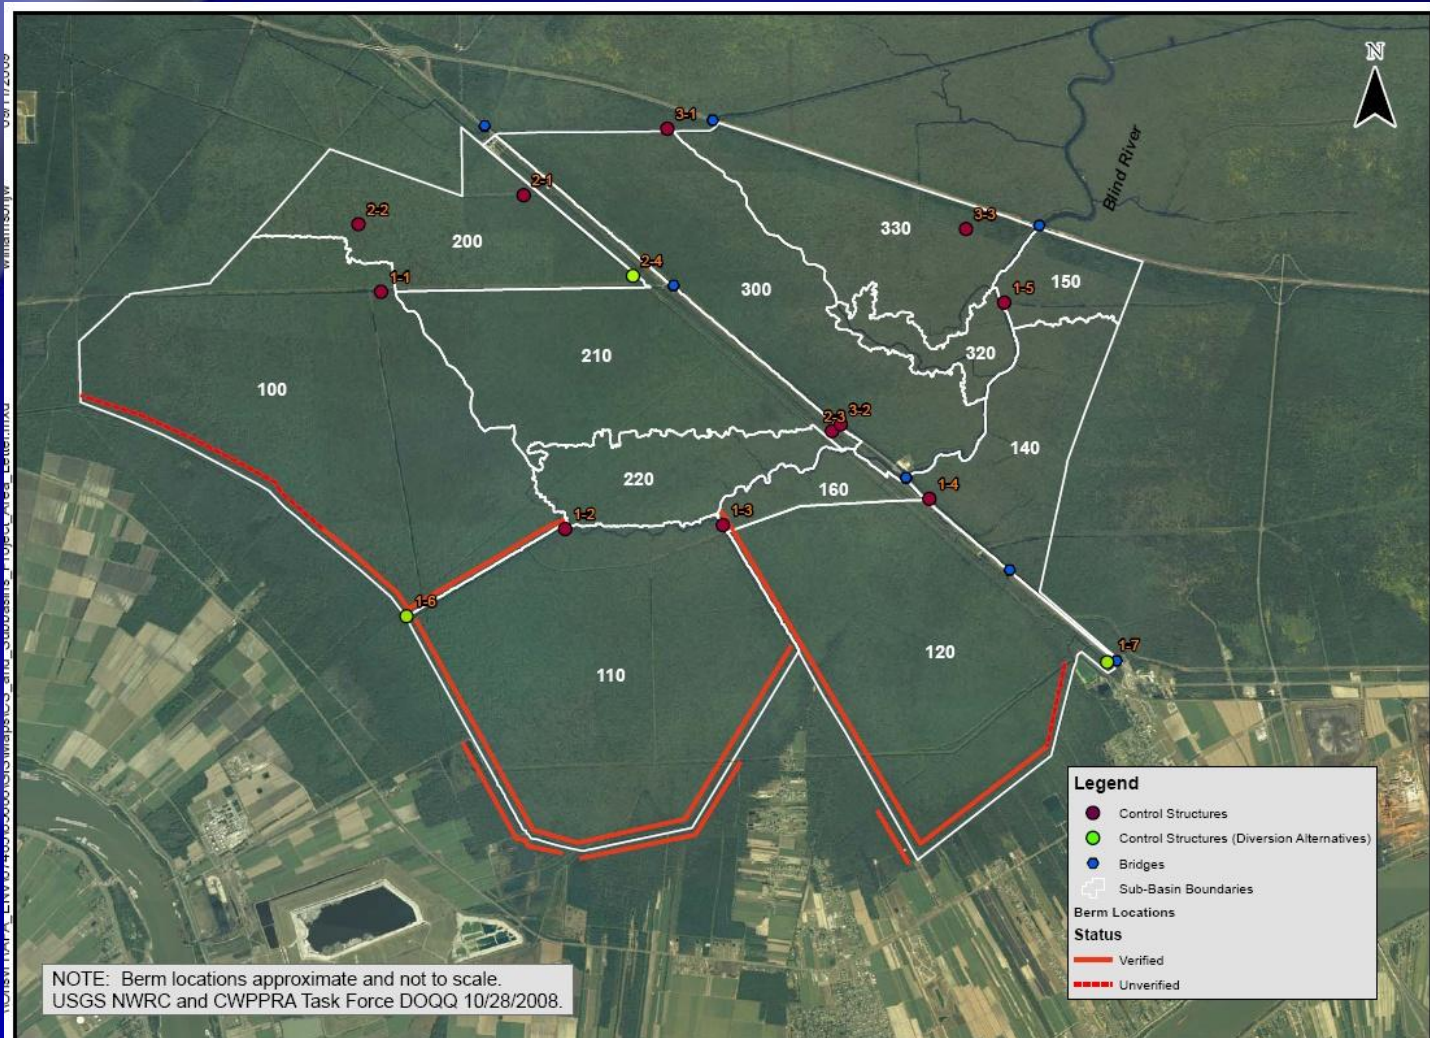 N
3-1
Blind River
2-1
2-2
3-3
330
200
2-4
1-1
300
150
1-5
210
320
100
3-2
2-3
140
220
160
1-4
1-2
1-3
1-6
120
1-7
110
Legend
Control Structures
Control Structures (Diversion Alternatives)
Bridges
Sub-Basin Boundaries
Berm Locations
Status
Verified
Unverified
NOTE: Berm locations approximate and not to scale.
USGS NWRC and CWPPRA Task Force DOQQ 10/28/2008.